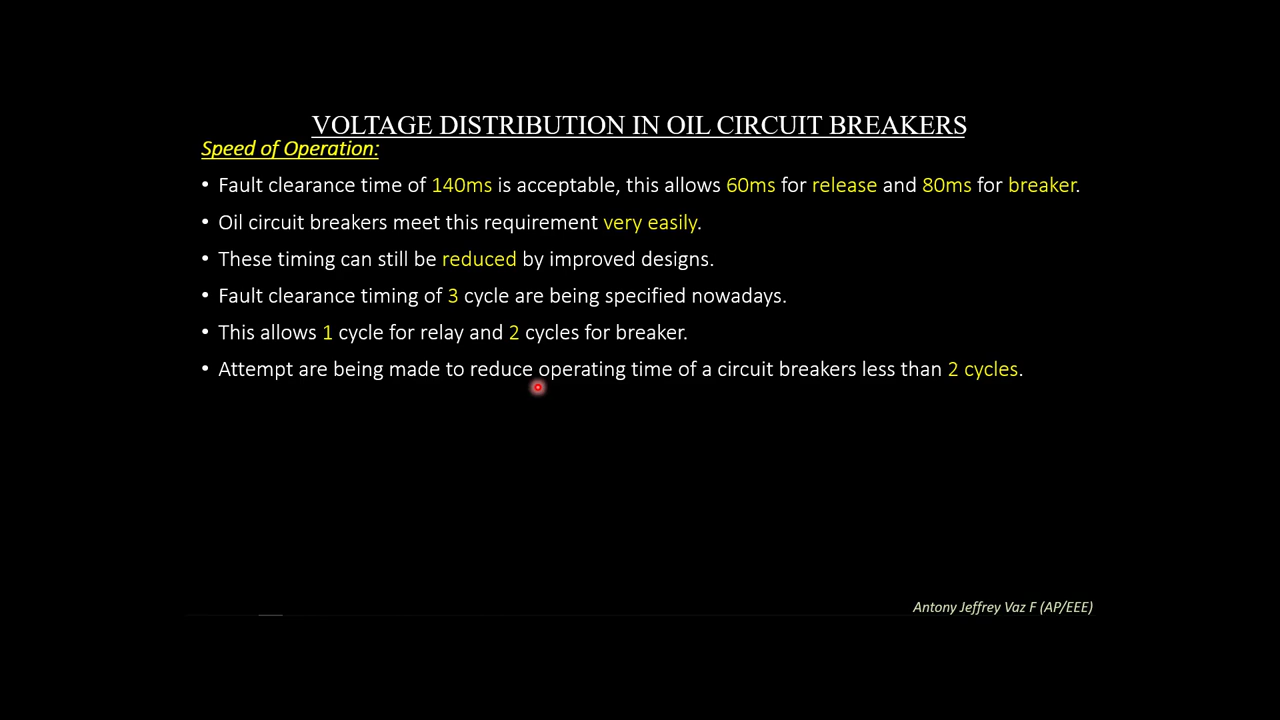 VOLTAGE DISTRIBUTION IN OIL CIRCUIT BREAKERS
Speed of Operation:
• Fault clearance time of 140ms is acceptable, this allows 60ms for release and 80ms for breaker.
• Oil circuit breakers meet this requirement very easily.
• These timing can still be reduced by improved designs.
• Fault clearance timing of 3 cycle are being specified nowadays.
• This allows 1 cycle for relay and 2 cycles for breaker.
• Attempt are being made to reduce operating time of a circuit breakers less than 2 cycles.
Antony Jeffrey Vaz F (AP/EEE)